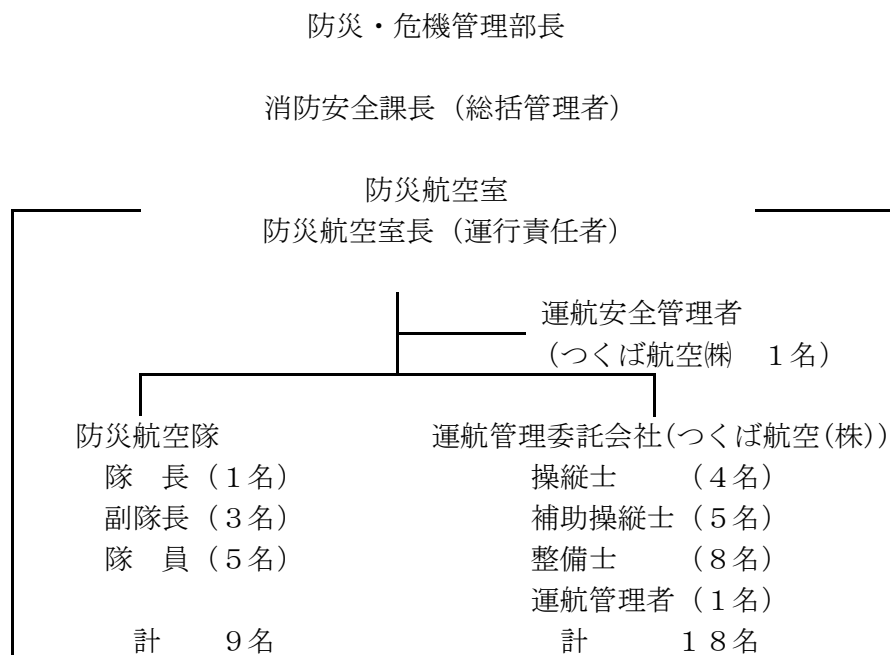 防災・危機管理部長
消防安全課長（総括管理者）
防災航空室
防災航空室長（運行責任者）
運航安全管理者
（つくば航空㈱　１名）
防災航空隊
隊　長（１名）
副隊長（３名）
隊　員（５名）
計　　９名
運航管理委託会社(つくば航空(株))
操縦士　　（４名）
補助操縦士（５名）
整備士　　（８名）
運航管理者（１名）
計　　　１８名